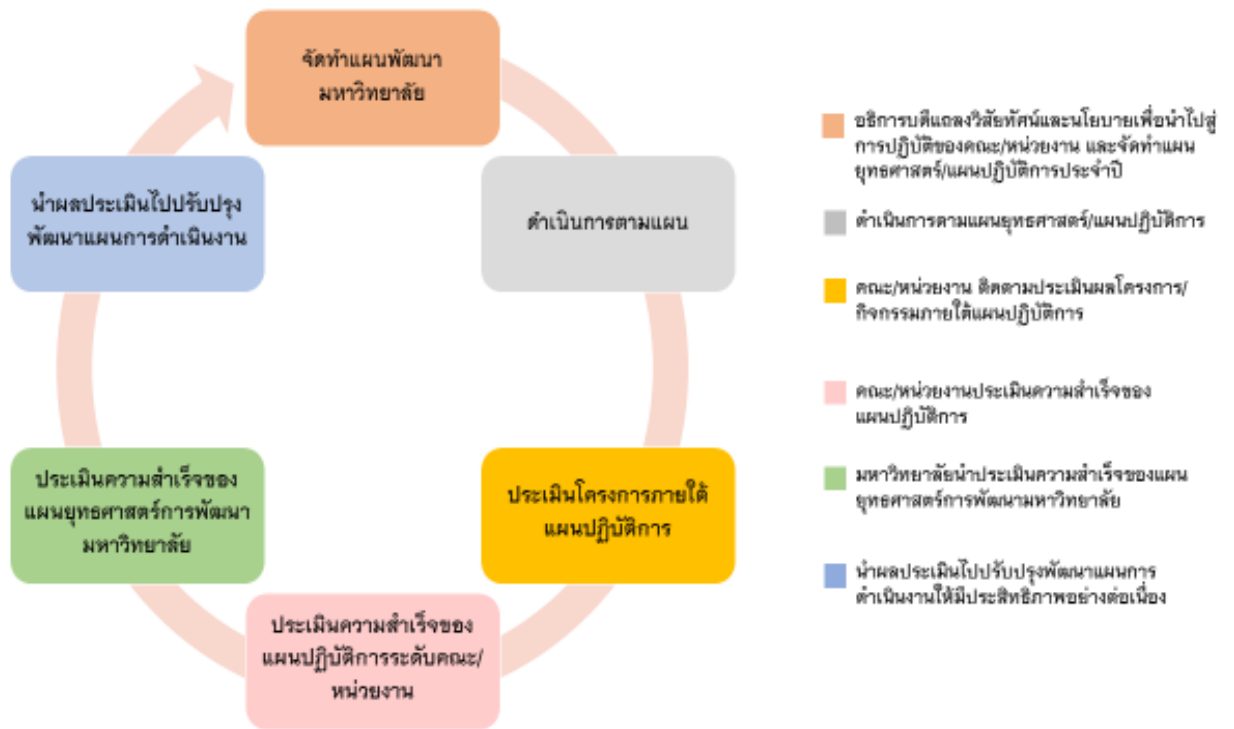 จัดทำแผนพัฒนา
มหาวิทยาลัย
ดำเนินการตามแผน
ประเมินโครงการภายใต้
แผนปฏิบัติการ
ประเมินความสำเร็จของ
แผนปฏิบัติการระดับคณะ/
หน่วยงาน
ประเมินความสำเร็จของ
แผนยุทธศาสตร์การพัฒนา
มหาวิทยาลัย
นำผลประเมินไปปรับปรุง
พัฒนาแผนการดำเนินงาน
อธิการบดีแถลงวิสัยทัศน์และนโยบายเพื่อนำไปสู่
การปฏิบัติของคณะ/หน่วยงาน และจัดทำแผน
ยุทธศาสตร์/แผนปฏิบัติการประจำปี
ดำเนินการตามแผนยุทธศาสตร์/แผนปฏิบัติการ
คณะ/หน่วยงาน ติดตามประเมินผลโครงการ/
กิจกรรมภายใต้แผนปฏิบัติการ
คณะ/หน่วยงานประเมินความสำเร็จของ
แผนปฏิบัติการ
มหาวิทยาลัยนำประเมินความสำเร็จของแผน
ยุทธศาสตร์การพัฒนามหาวิทยาลัย
นำผลประเมินไปปรับปรุงพัฒนาแผนการ
ดำเนินงานให้มีประสิทธิภาพอย่างต่อเนื่อง